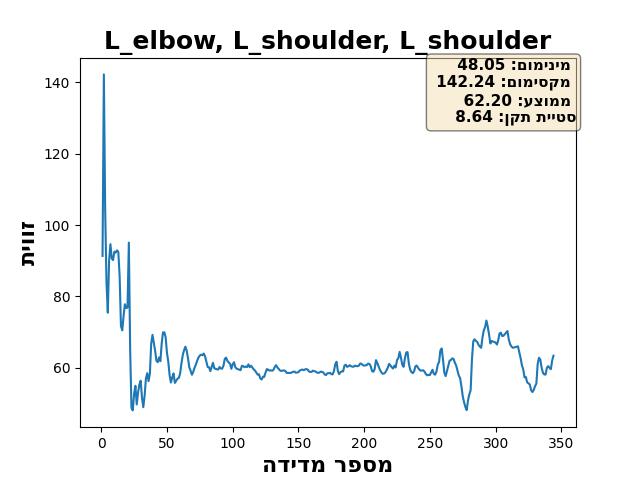 L_elbow, L_shoulder, L_shoulder
מינימום: 48.05
מקסימום: 142.24
ממוצע: 62.20
סטיית תקן: 8.64
זווית
140
120
100
80
60
0 50 100 150 200 250 300 350
מספר מדידה